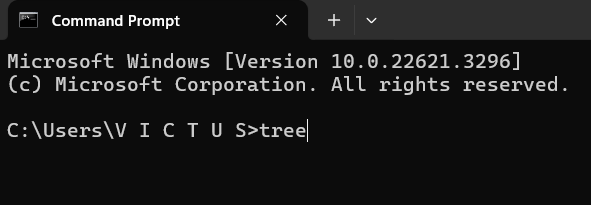 Command Prompt
Microsoft Windows [Version 10.0.22621.3296]
(c) Microsoft Corporation. All rights reserved.
C:\Users\V I C T U S>tree